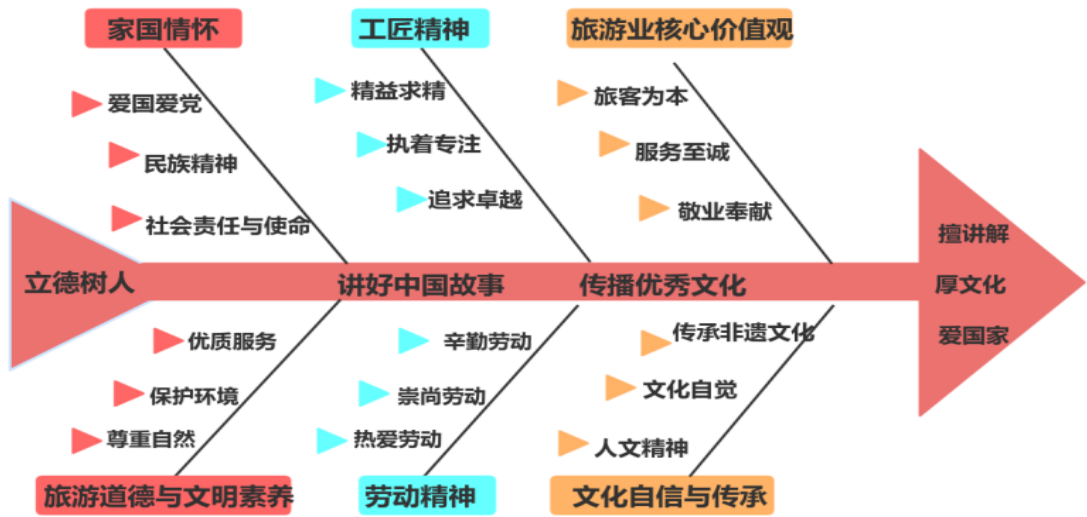 家国情怀
工匠精神
旅游业核心价值观
爱国爱党
精益求精
旅客为本
民族精神
执着专注
服务至诚
社会责任与使命
追求卓越
敬业奉献
立德树人
讲好中国故事
传播优秀文化
擅讲解
厚文化
爱国家
优质服务
辛勤劳动
传承非遗文化
保护环境
崇尚劳动
文化自觉
尊重自然
热爱劳动
人文精神
旅游道德与文明素养
劳动精神
文化自信与传承